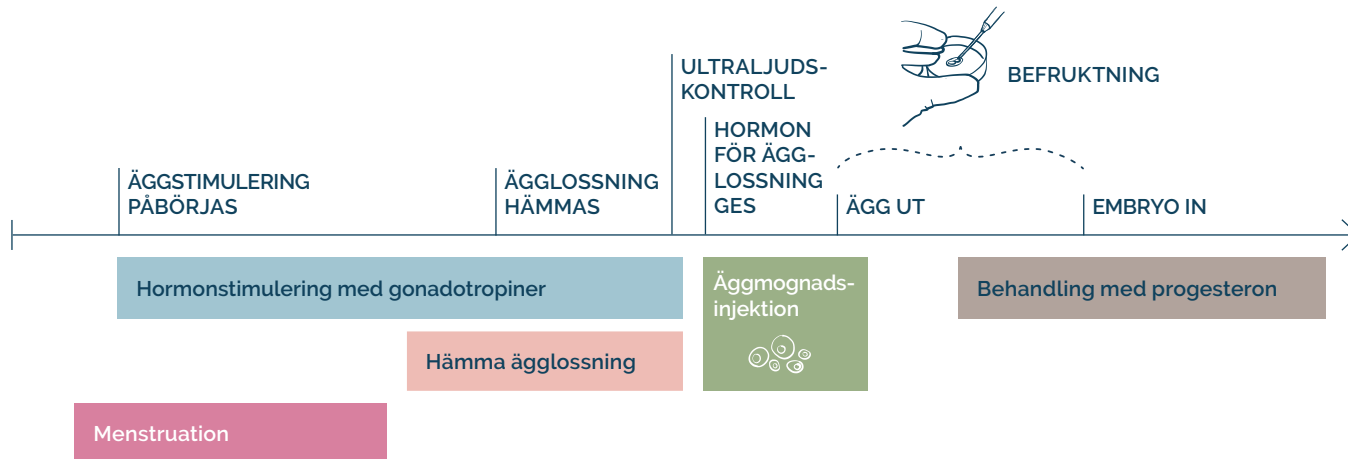 ULTRALJUDS-
KONTROLL
BEFRUKTNING
HORMON
FÖR ÄGG-
LOSSNING
GES
ÄGGSTIMULERING
PÅBÖRJAS
ÄGGLOSSNING
HÄMMAS
ÄGG UT
EMBRYO IN
Hormonstimulering med gonadotropiner
Äggmognads-
injektion
Behandling med progesteron
Hämma ägglossning
Menstruation